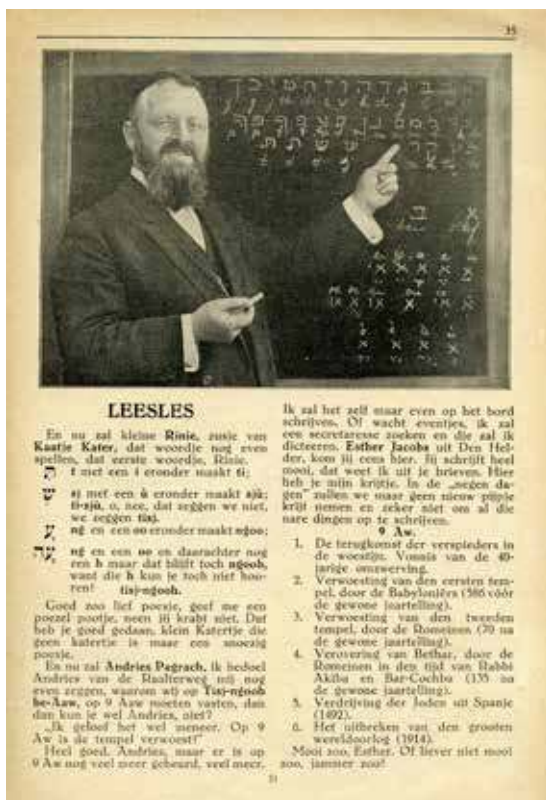 35
LEESLES
En nu zal kleine Rinie, zusje van
Kaatje Kater, dat woordje nog even
spellen, dat eerste woordje, Rinie.
תִ t met een i eronder maakt ti;
שׁ sj met een ù eronder maakt sjù;
ti-sjù, o, nee, dat zeggen we niet,
we zeggen tisj.
ע ng en een oo eronder maakt ngoo;
עה ng en een oo en daarachter nog
een h maar dat blijft toch ngooh,
want die h kun je toch niet hoo-
ren! tisj-ngooh.
Goed zoo lief poesje, geef me een
poezel pootje, neen jij krabt niet. Dat
heb je goed gedaan, klein Katertje die
geen katertje is maar een snoezig
poesje.
En nu zal Andries Pagrach, ik bedoel
Andries van de Raalterweg mij nog
even zeggen, waarom wij op Tisj-ngooh
be-Aaw, op 9 Aaw moeten vasten, dan
dan kun je wel Andries, niet?
„Ik geloof het wel meneer. Op 9
Aw is de tempel verwoest!”
Heel goed, Andries, maar er is op
9 Aw nog veel meer gebeurd, veel meer.
Ik zal het zelf maar even op het bord
schrijven. Of wacht eventjes, ik zal
een secretaresse zoeken en die zal ik
dicteeren. Esther Jacobs uit Den Hel-
der, kom jij eens hier. Jij schrijft heel
mooi, dat weet ik uit je brieven. Hier
heb je mijn krijtje. In de „negen da-
gen” zullen we maar geen nieuw pijpje
krijt nemen en zeker niet om al die
nare dingen op te schrijven.
9 Aw.
1. De terugkomst der verspieders in
de woestijn. Vonnis van de 40-
jarige omzwerving.
2. Verwoesting van den eersten tem-
pel, door de Babyloniërs (586 vóór
de gewone jaartelling).
3. Verwoesting van den tweeden
tempel, door de Romeinen (70 na
de gewone jaartelling).
4. Verovering van Bethar, door de
Romeinen in den tijd van Rabbi
Akiba en Bar-Cochba (135 na
de gewone jaartelling).
5. Verdrijving der Joden uit Spanje
(1492).
6. Het uitbreken van den grooten
wereldoorlog (1914).
Mooi zoo, Esther. Of liever niet mooi
zoo, jammer zoo!